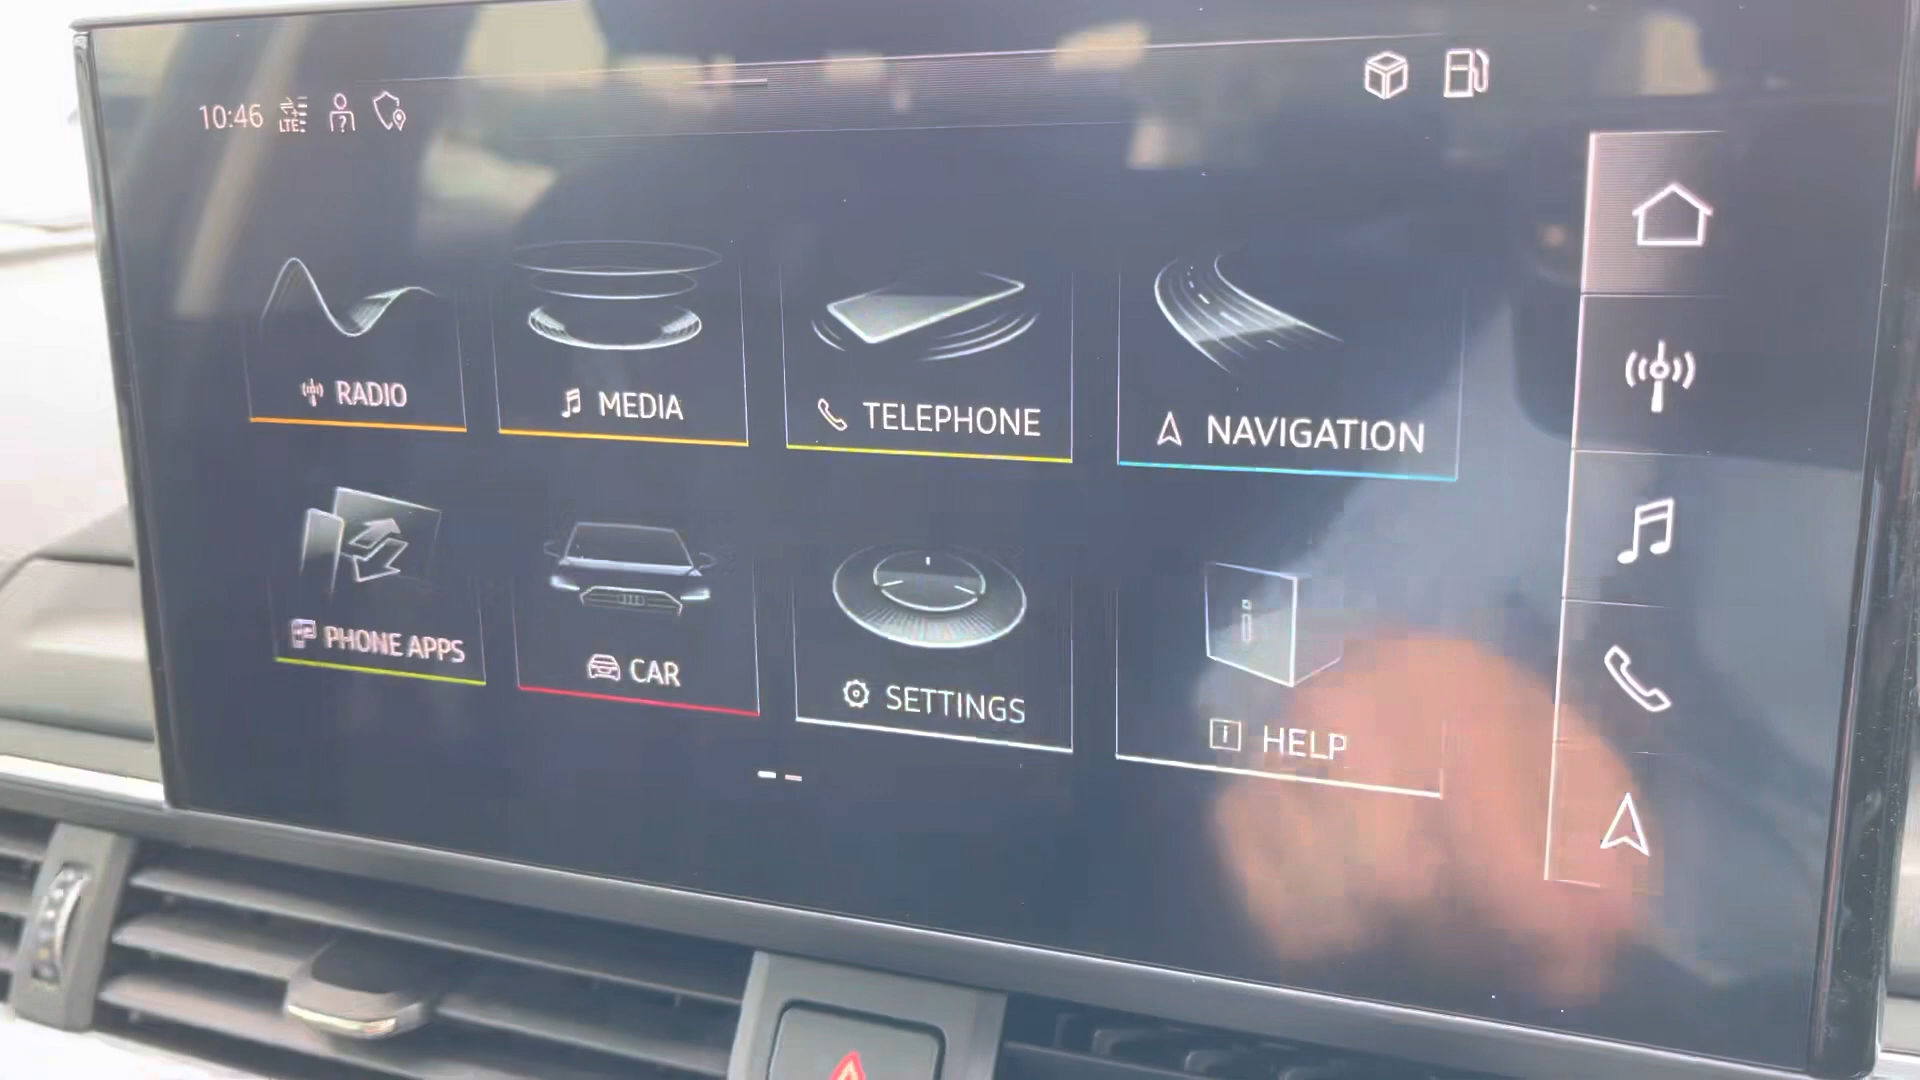 10:46
LTE
RADIO
MEDIA
TELEPHONE
NAVIGATION
PHONE APPS
CAR
SETTINGS
HELP